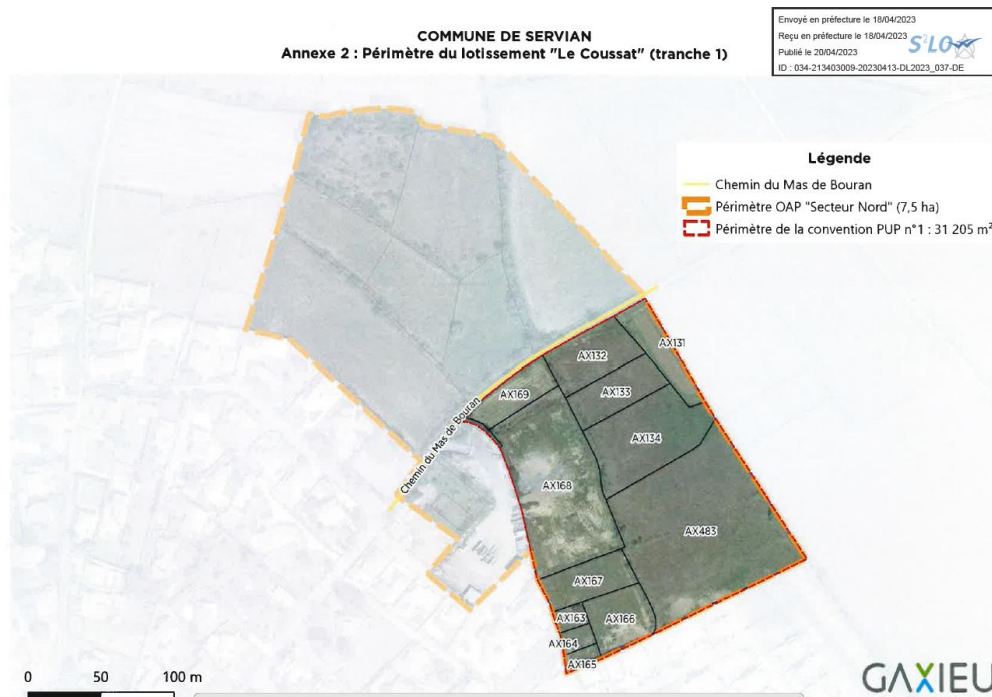 COMMUNE DE SERVIAN
Annexe 2 : Périmètre du lotissement "Le Coussat" (tranche 1)
Envoyé en préfecture le 18/04/2023
Reçu en préfecture le 18/04/2023
S²LO
Publié le 20/04/2023
ID : 034-213403009-20230413-DL2023_037-DE
Légende
Chemin du Mas de Bouran
Périmètre OAP "Secteur Nord" (7,5 ha)
Périmètre de la convention PUP n°1 : 31 205 m²
AX131
AX132
AX133
AX169
AX134
Chemin du Mas de Bouran
AX168
AX483
AX167
AX163
AX166
AX164
AX165
0 50 100 m
GAXIEU